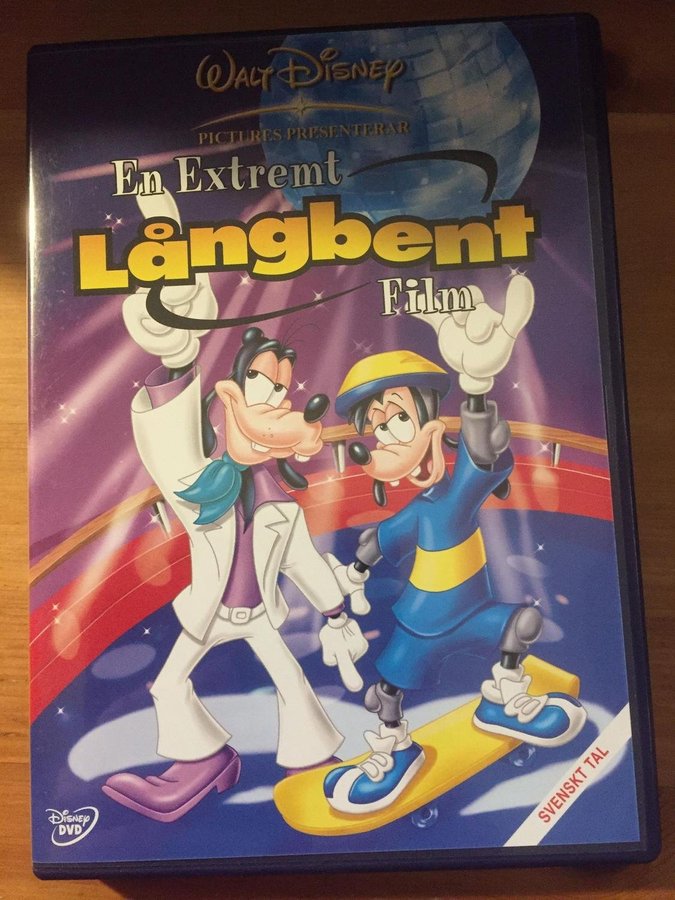 WALT DISNEY
PICTURES PRESENTERAR
En Extremt
Långbent
Film
DISNEY
DVD
SVENSKT TAL